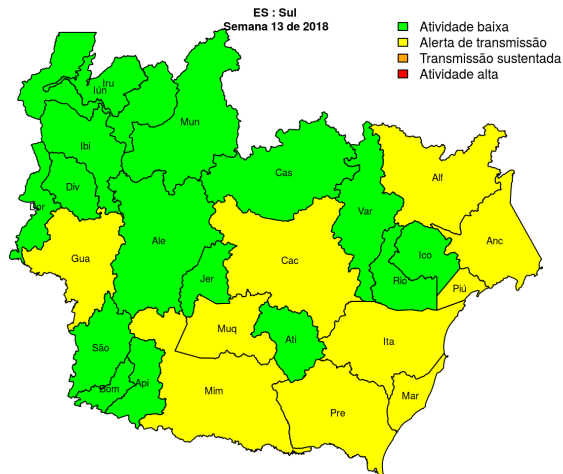 ES : Sul
Semana 13 de 2018
Atividade baixa
Alerta de transmissão
Transmissão sustentada
Atividade alta
Iru
Iún
Mun
Ibi
Cas
Alf
Div
Dor
Var
Ale
Anc
Gua
Cac
Ico
Jer
Rio
Piú
Muq
Ati
Ita
São
Api
Bom
Mim
Mar
Pre